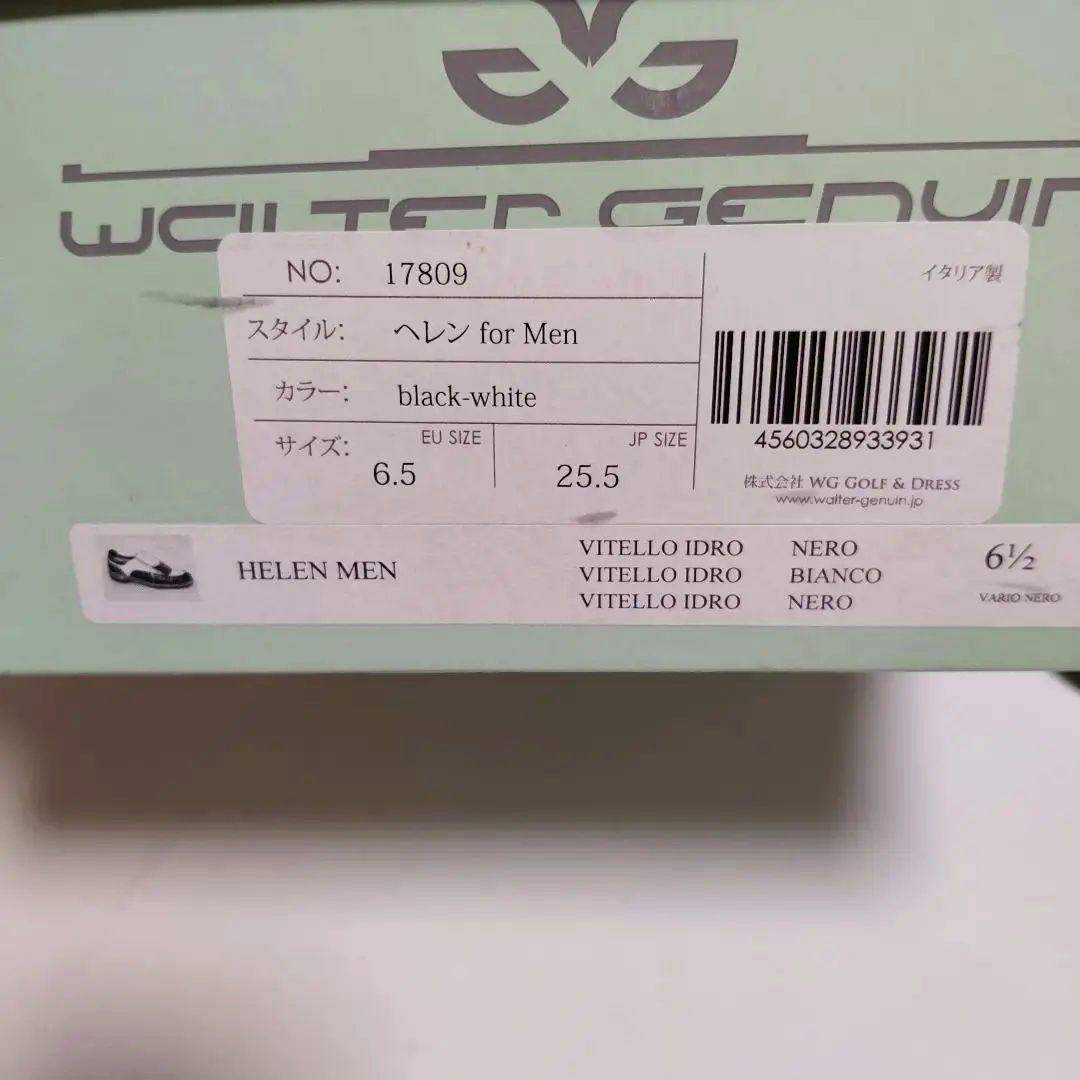 WALTER GENUIN
NO: 17809
イタリア製
スタイル: ヘレン for Men
カラー: black-white
サイズ: EU SIZE 6.5 JP SIZE 25.5
4560328933931
株式会社 WG GOLF & DRESS
www.walter-genuin.jp
HELEN MEN
VITELLO IDRO NERO
VITELLO IDRO BIANCO
VITELLO IDRO NERO
6½
VARIO NERO